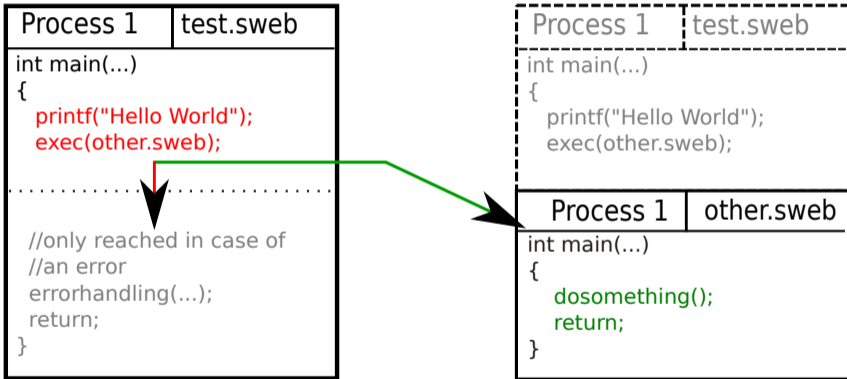 Process 1 test.sweb
int main(...)
{
printf("Hello World");
exec(other.sweb);
//only reached in case of
//an error
errorhandling(...);
return;
}
Process 1 test.sweb
int main(...)
{
printf("Hello World");
exec(other.sweb);
Process 1 other.sweb
int main(...)
{
dosomething();
return;
}